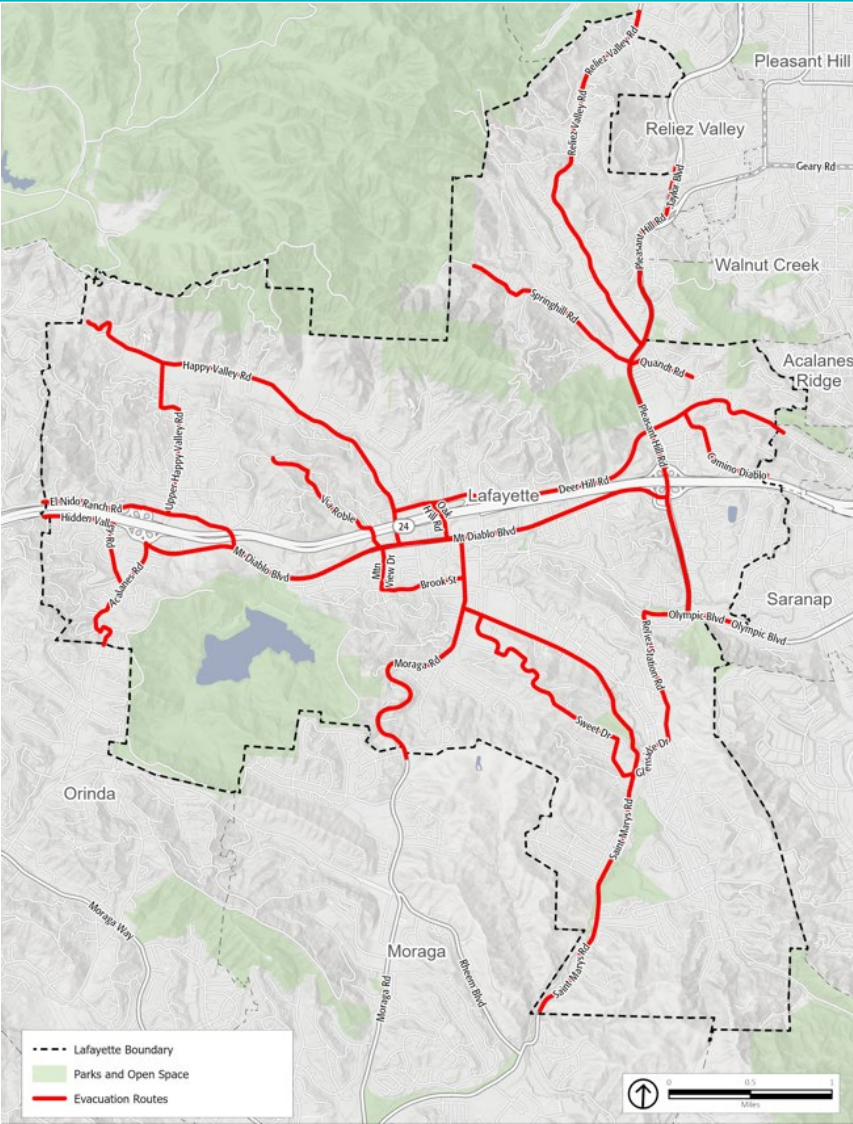 Reliez Valley Rd
Pleasant Hill
Reliez Valley Rd
Reliez Valley
Geary Rd
Taylor Blvd
Pleasant Hill Rd
Walnut Creek
Springhill Rd
Acalanes
Ridge
Quandt Rd
Happy Valley Rd
Upper Happy Valley Rd
Pleasant Hill Rd
Camino Diablo
Deer Hill Rd
Lafayette
Via Roble
Oak
Hill Rd
El Nido Ranch Rd
Hidden Valley Rd
24
Mt Diablo Blvd
Mt Diablo Blvd
Mtn
View Dr
Brook St
Acalanes Rd
Saranap
Olympic Blvd
Olympic Blvd
Reliez Station Rd
Moraga Rd
Sweet Dr
Glenside Dr
Orinda
Saint Marys Rd
Moraga Way
Moraga
Rheem Blvd
Moraga Rd
Saint Marys Rd
Lafayette Boundary
Parks and Open Space
Evacuation Routes
0 0.5 1
Miles